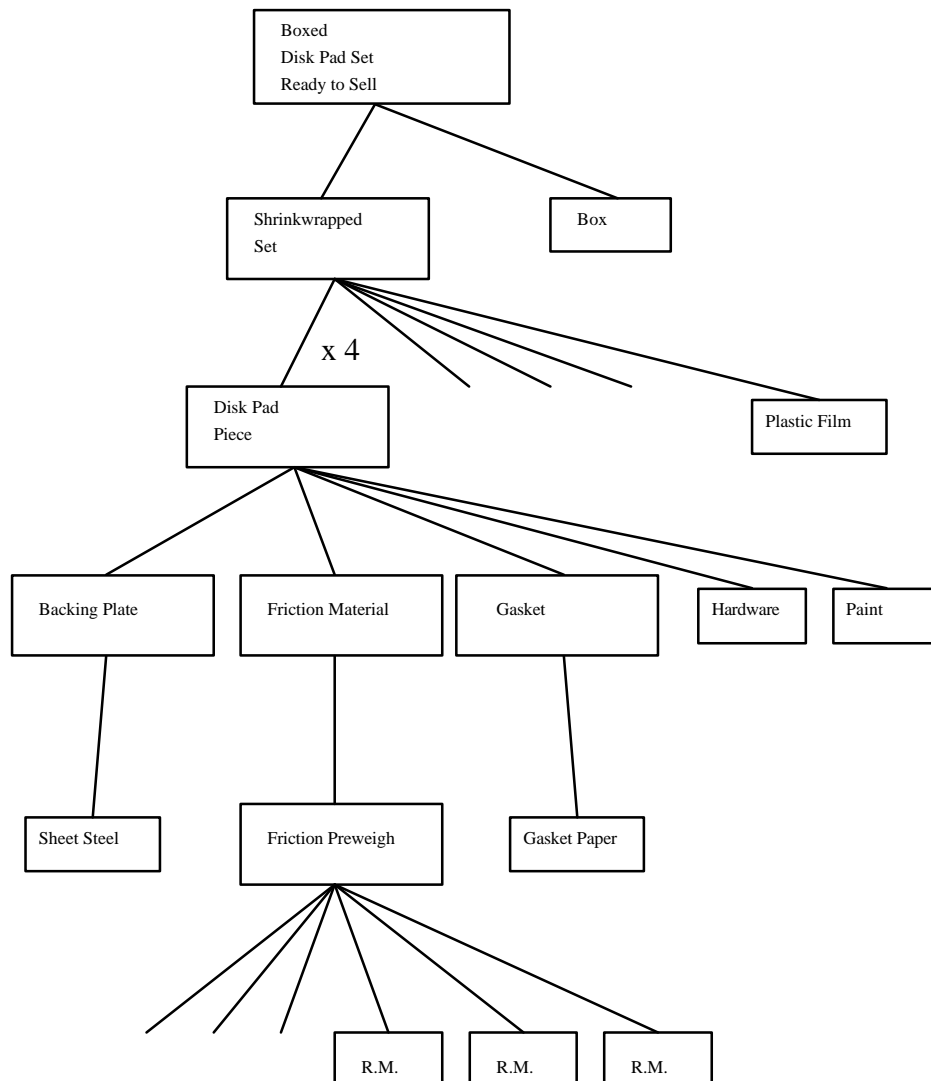 Boxed
Disk Pad Set
Ready to Sell
Shrinkwrapped
Set
Box
x 4
Disk Pad
Piece
Plastic Film
Backing Plate
Friction Material
Gasket
Hardware
Paint
Sheet Steel
Friction Preweigh
Gasket Paper
R.M.
R.M.
R.M.